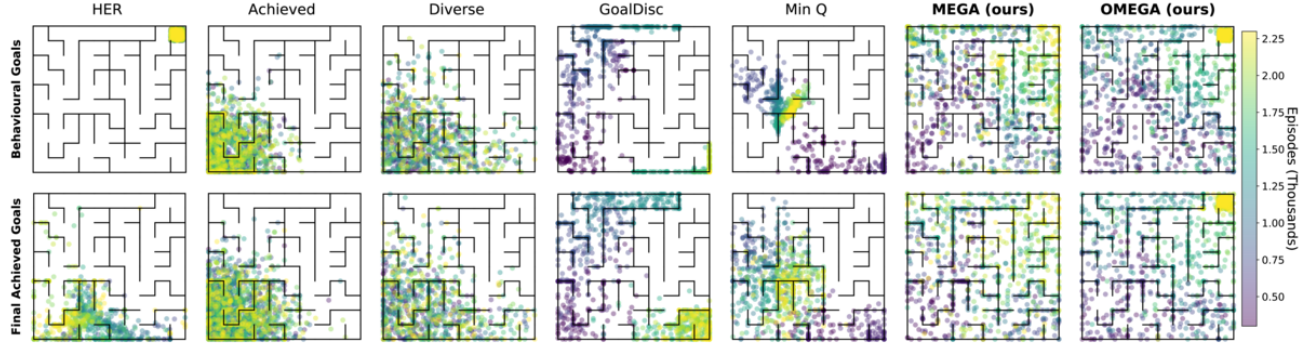 HER Achieved Diverse GoalDisc Min Q MEGA (ours) OMEGA (ours)
Behavioural Goals
Final Achieved Goals
2.25
2.00
1.75
1.50
1.25
1.00
0.75
0.50
Episodes (Thousands)